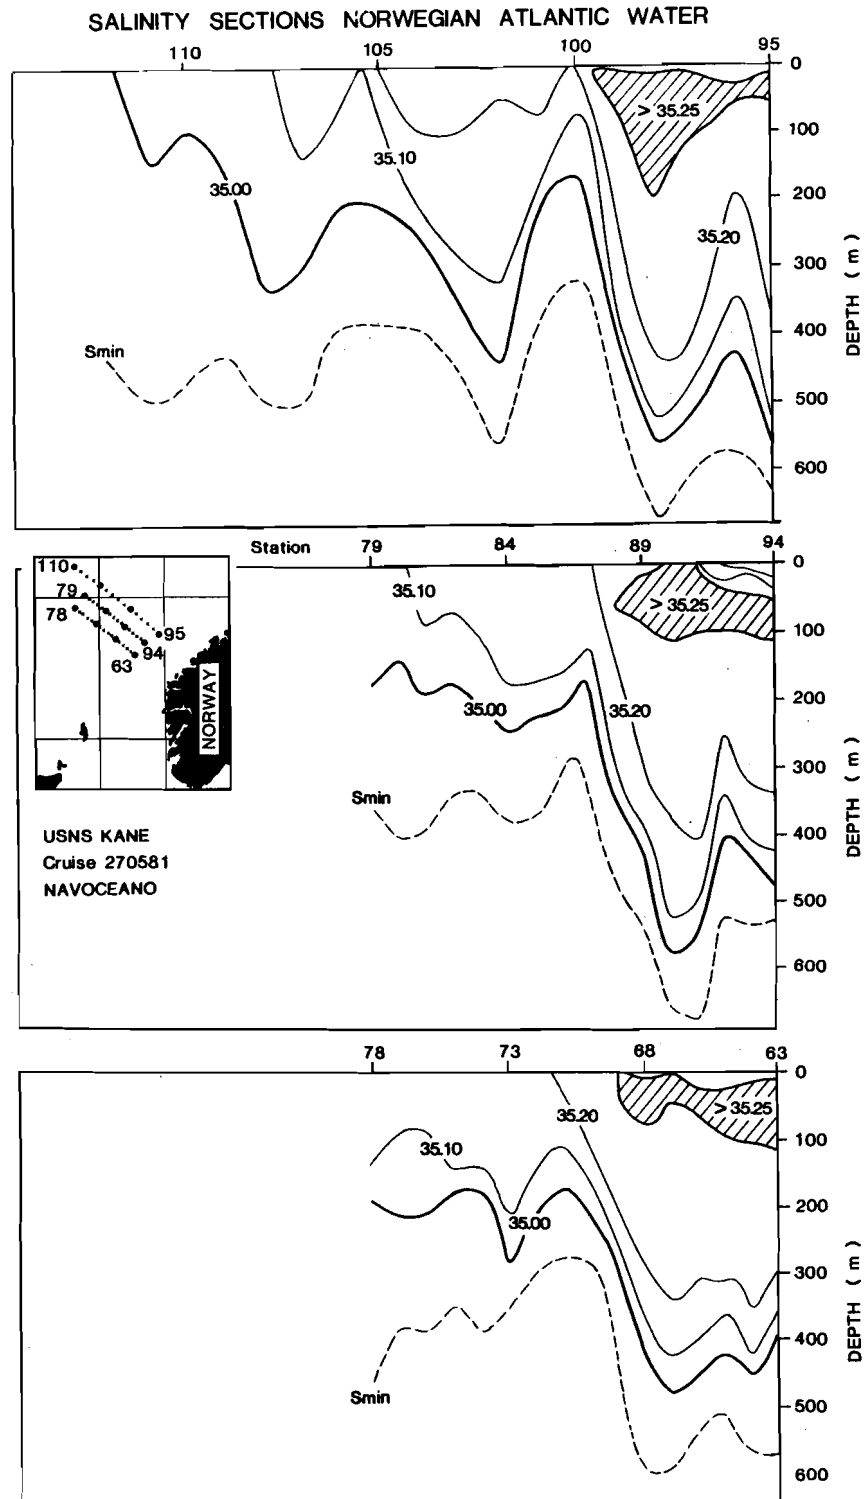 SALINITY SECTIONS NORWEGIAN ATLANTIC WATER
110 105 100 95
0
> 35.25
100
35.10
35.00
200
35.20
300
DEPTH ( m )
400
Smin
500
600
Station 79 84 89 94
0
110
35.10
79
> 35.25
78
100
95
94
63
NORWAY
200
35.00
35.20
300
DEPTH ( m )
Smin
400
USNS KANE
Cruise 270581
NAVOCEANO
500
600
78 73 68 63
0
> 35.25
35.20
100
35.10
200
35.00
300
DEPTH ( m )
400
Smin
500
600